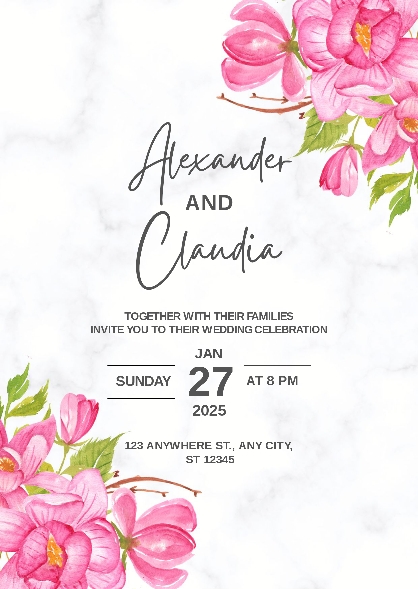 Alexander
AND
Claudia
TOGETHER WITH THEIR FAMILIES
INVITE YOU TO THEIR WEDDING CELEBRATION
JAN
SUNDAY 27 AT 8 PM
2025
123 ANYWHERE ST., ANY CITY,
ST 12345